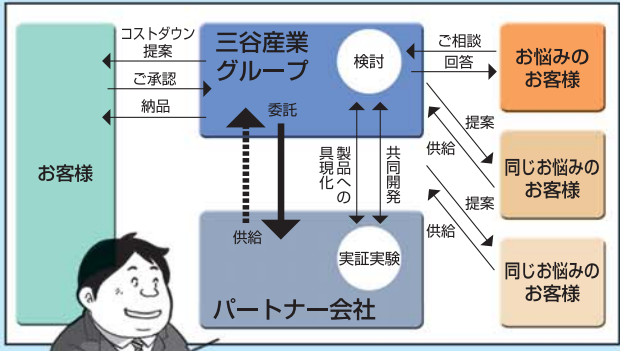 コストダウン
提案
ご承認
納品
お客様
三谷産業
グループ
検討
委託
供給
製品への
具現化
共同開発
実証実験
パートナー会社
ご相談
回答
お悩みの
お客様
提案
供給
同じお悩みの
お客様
提案
供給
同じお悩みの
お客様